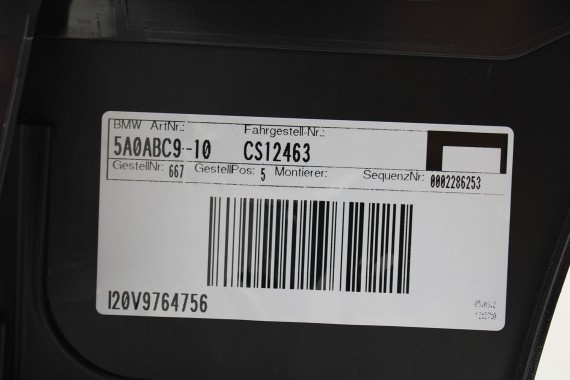 BMW ArtNr.: Fahrgestell-Nr.:
5A0ABC9-10 CS12463
GestellNr: 667 GestellPos: 5 Montierer: SequenzNr: 0002286253
I20V9764756